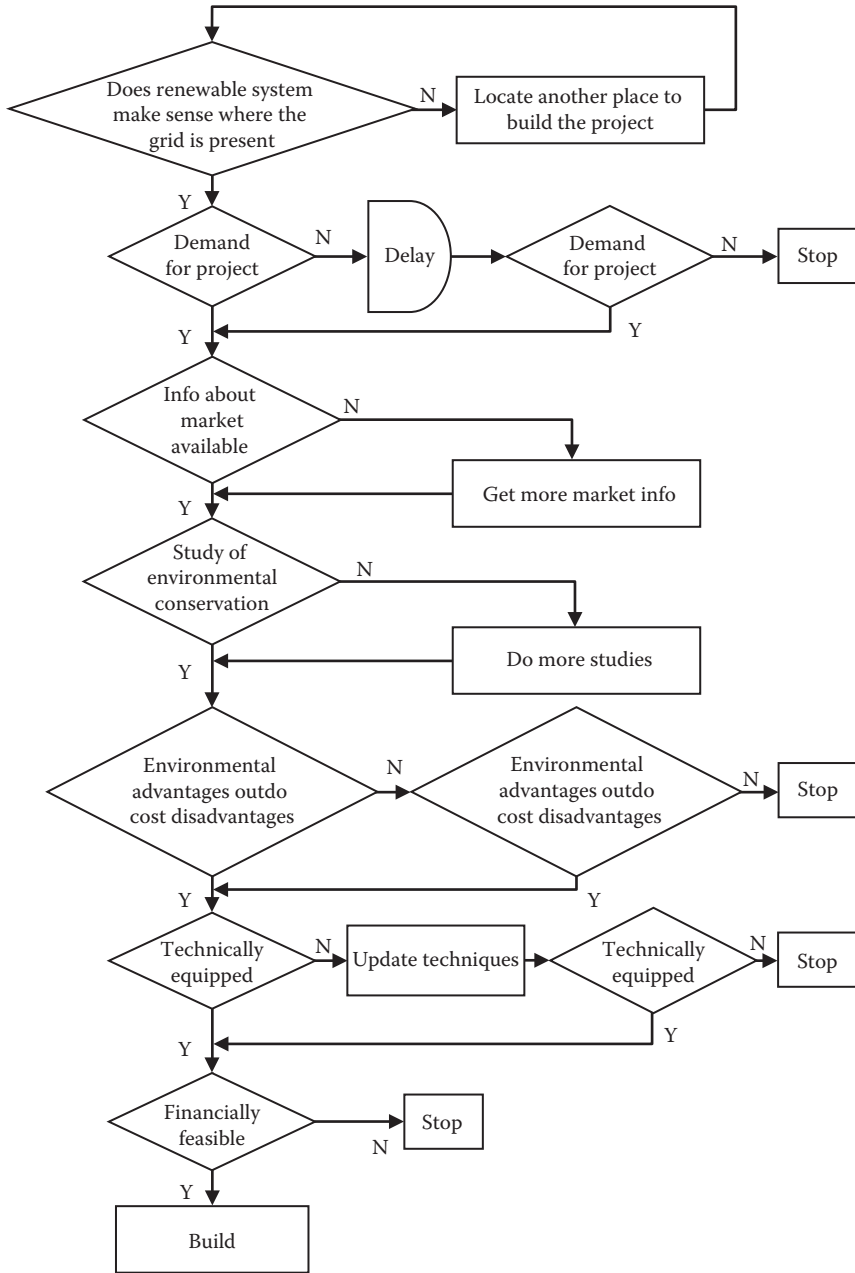 Does renewable system
make sense where the
grid is present
N
Locate another place to
build the project
Y
Demand
for project
N
Delay
Demand
for project
N
Stop
Y
Y
Info about
market
available
N
Get more market info
Y
Study of
environmental
conservation
N
Do more studies
Y
Environmental
advantages outdo
cost disadvantages
N
Environmental
advantages outdo
cost disadvantages
N
Stop
Y
Y
Technically
equipped
N
Update techniques
Technically
equipped
N
Stop
Y
Y
Financially
feasible
N
Stop
Y
Build